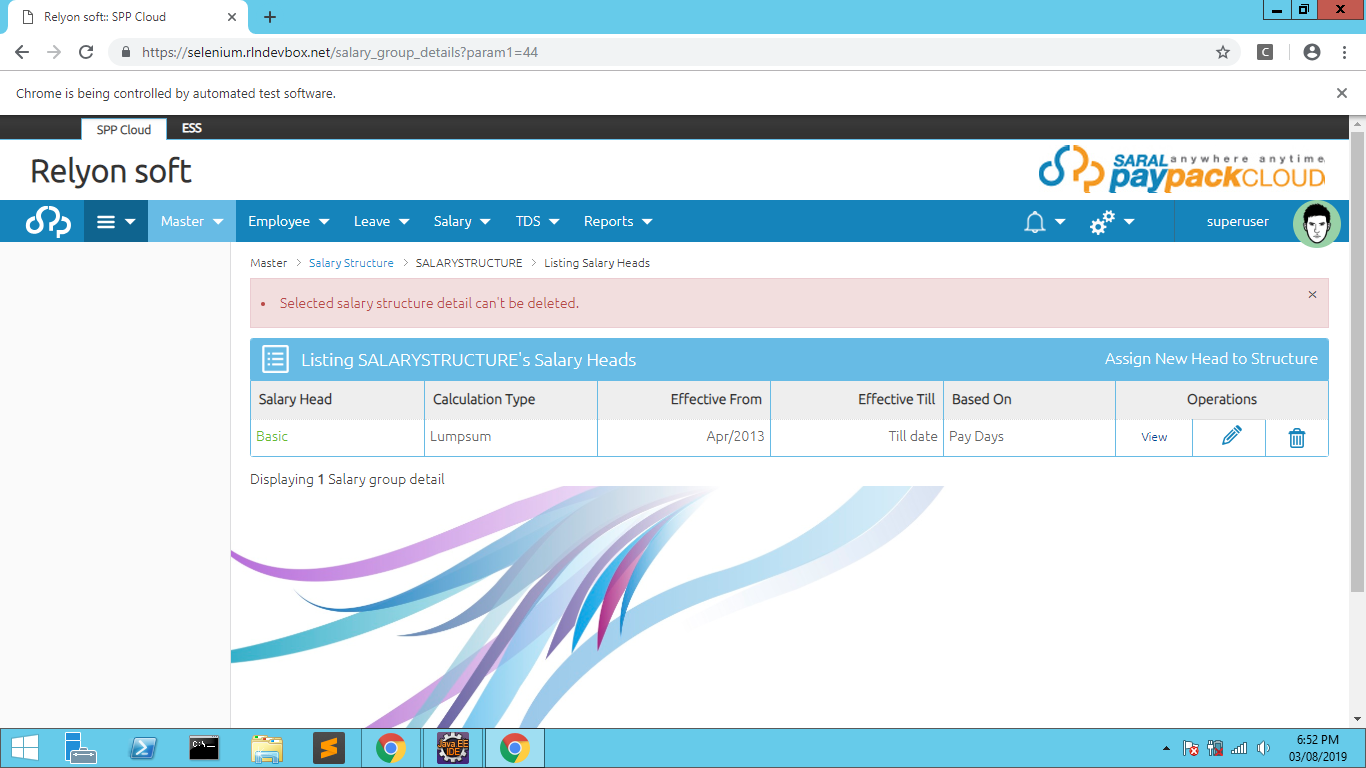 Relyon soft:: SPP Cloud
https://selenium.rlndevbox.net/salary_group_details?param1=44
C
Chrome is being controlled by automated test software.
SPP Cloud ESS
Relyon soft
SARAL anywhere anytime
paypackCLOUD
Master Employee Leave Salary TDS Reports superuser
Master > Salary Structure > SALARYSTRUCTURE > Listing Salary Heads
• Selected salary structure detail can't be deleted.
Listing SALARYSTRUCTURE's Salary Heads Assign New Head to Structure
Salary Head Calculation Type Effective From Effective Till Based On Operations
Basic Lumpsum Apr/2013 Till date Pay Days View
Displaying 1 Salary group detail
C:\
Java EE
IDE
6:52 PM
03/08/2019